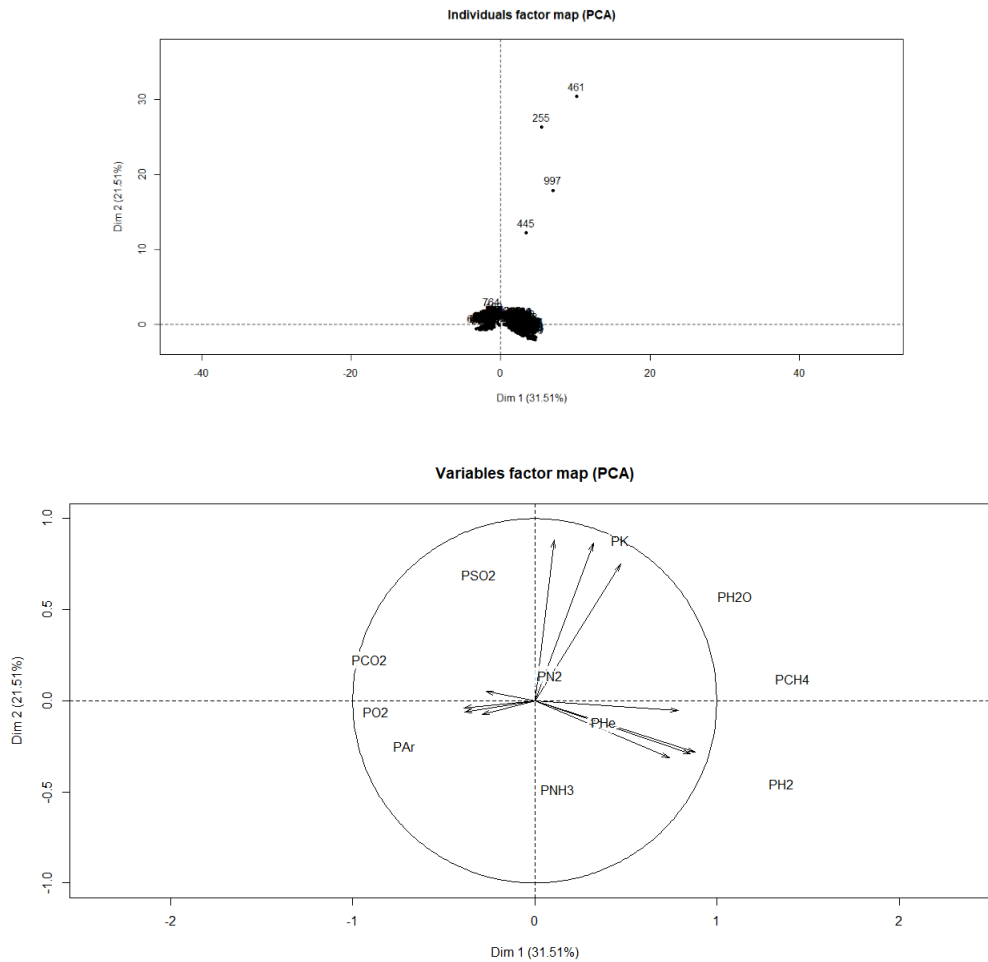 Individuals factor map (PCA)
Dim 2 (21.51%)
30
20
10
0
461
255
997
445
764
-40
-20
0
20
40
Dim 1 (31.51%)
Variables factor map (PCA)
Dim 2 (21.51%)
1.0
0.5
0.0
-0.5
-1.0
PK
PSO2
PH2O
PCO2
PN2
PCH4
PO2
PHe
PAr
PH2
PNH3
-2
-1
0
1
2
Dim 1 (31.51%)